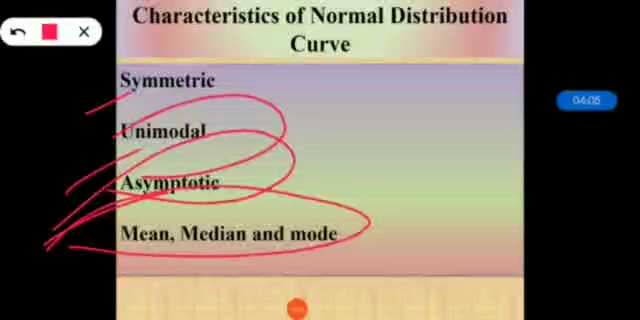 Characteristics of Normal Distribution
Curve
Symmetric
04:05
Unimodal
Asymptotic
Mean, Median and mode